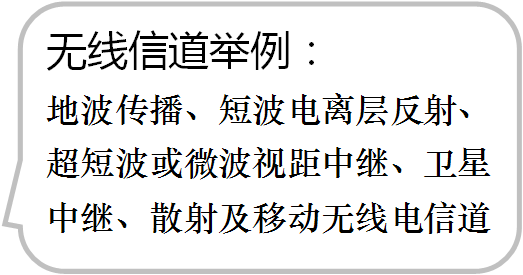 无线信道举例：
地波传播、短波电离层反射、
超短波或微波视距中继、卫星
中继、散射及移动无线电信道